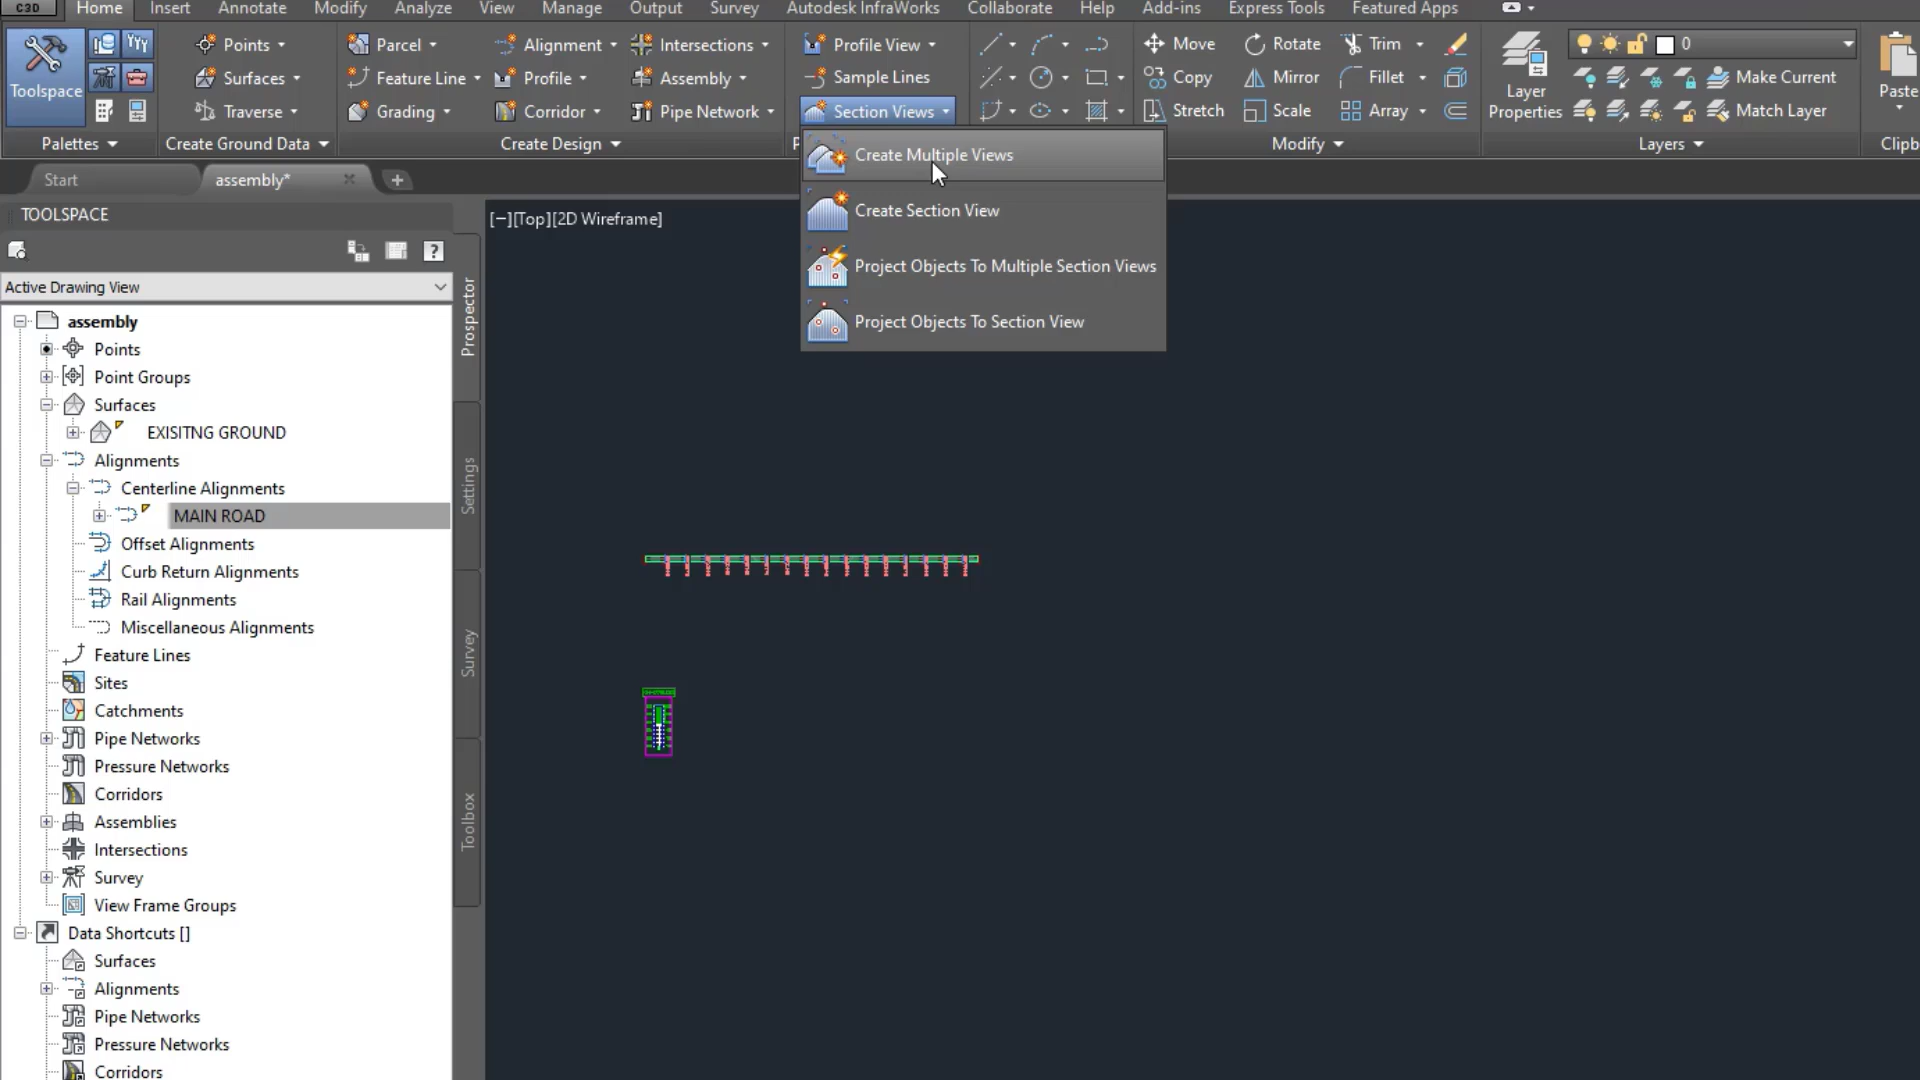 C3D
Home Insert Annotate Modify Analyze View Manage Output Survey Autodesk InfraWorks Collaborate Help Add-ins Express Tools Featured Apps
Toolspace
Points
Surfaces
Traverse
Parcel
Feature Line
Grading
Alignment
Profile
Corridor
Intersections
Assembly
Pipe Network
Profile View
Sample Lines
Section Views
Move
Copy
Stretch
Rotate
Mirror
Scale
Trim
Fillet
Array
Layer
Properties
0
Make Current
Match Layer
Paste
Palettes Create Ground Data Create Design P Modify Layers Clipb
Start assembly*
Create Multiple Views
Create Section View
Project Objects To Multiple Section Views
Project Objects To Section View
TOOLSPACE
[−][Top][2D Wireframe]
?
Active Drawing View
assembly
Points
Point Groups
Surfaces
EXISITNG GROUND
Alignments
Centerline Alignments
MAIN ROAD
Offset Alignments
Curb Return Alignments
Rail Alignments
Miscellaneous Alignments
Feature Lines
Sites
Catchments
Pipe Networks
Pressure Networks
Corridors
Assemblies
Intersections
Survey
View Frame Groups
Data Shortcuts []
Surfaces
Alignments
Pipe Networks
Pressure Networks
Corridors
Prospector
Settings
Survey
Toolbox